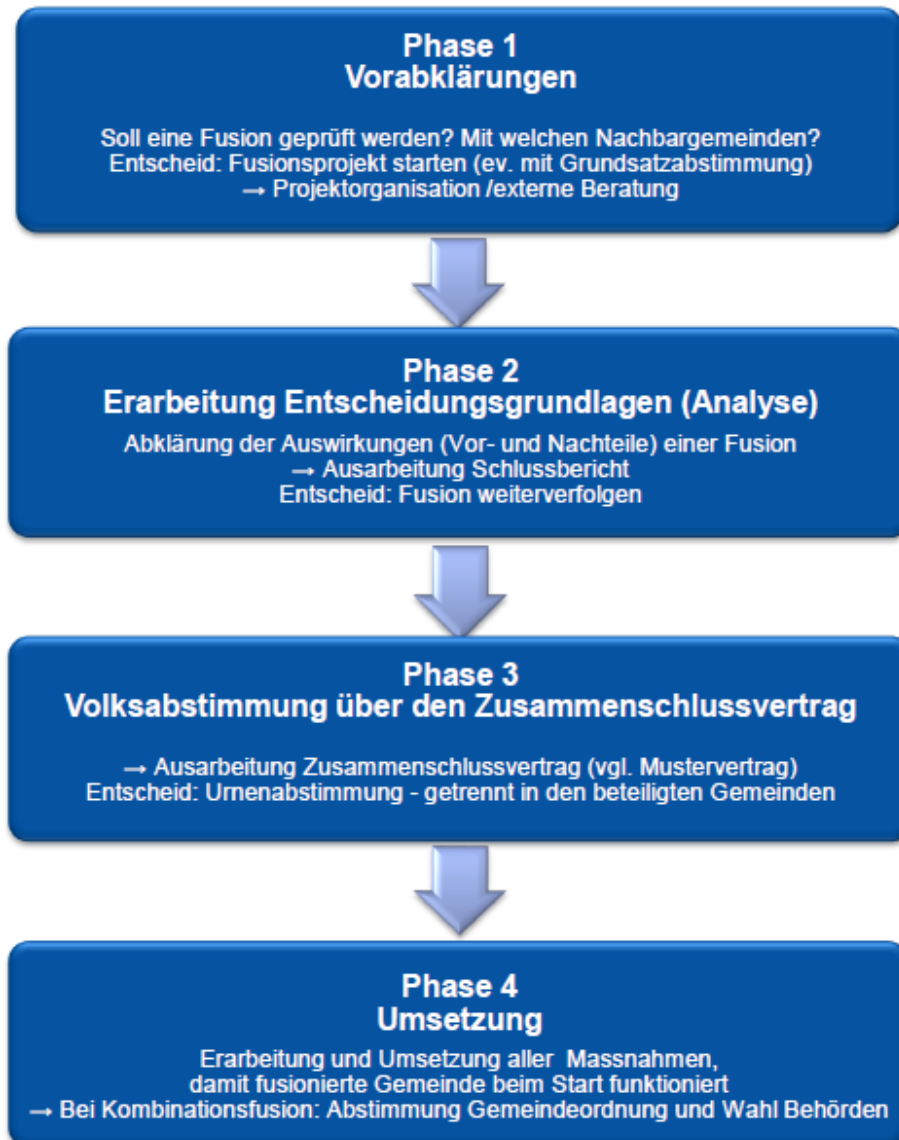 Phase 1
Vorabklärungen
Soll eine Fusion geprüft werden? Mit welchen Nachbargemeinden?
Entscheid: Fusionsprojekt starten (ev. mit Grundsatzabstimmung)
→ Projektorganisation /externe Beratung
Phase 2
Erarbeitung Entscheidungsgrundlagen (Analyse)
Abklärung der Auswirkungen (Vor- und Nachteile) einer Fusion
→ Ausarbeitung Schlussbericht
Entscheid: Fusion weiterverfolgen
Phase 3
Volksabstimmung über den Zusammenschlussvertrag
→ Ausarbeitung Zusammenschlussvertrag (vgl. Mustervertrag)
Entscheid: Urnenabstimmung - getrennt in den beteiligten Gemeinden
Phase 4
Umsetzung
Erarbeitung und Umsetzung aller Massnahmen,
damit fusionierte Gemeinde beim Start funktioniert
→ Bei Kombinationsfusion: Abstimmung Gemeindeordnung und Wahl Behörden